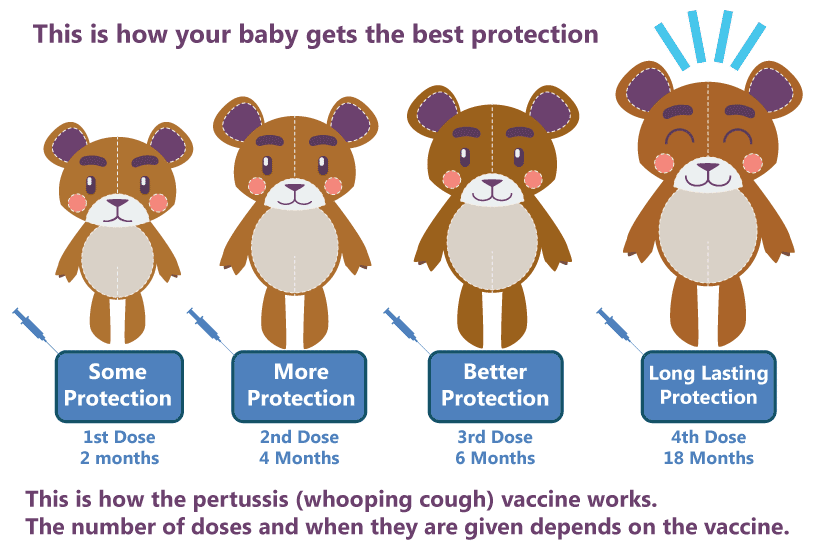 This is how your baby gets the best protection
Some
Protection
1st Dose
2 months
More
Protection
2nd Dose
4 Months
Better
Protection
3rd Dose
6 Months
Long Lasting
Protection
4th Dose
18 Months
This is how the pertussis (whooping cough) vaccine works.
The number of doses and when they are given depends on the vaccine.